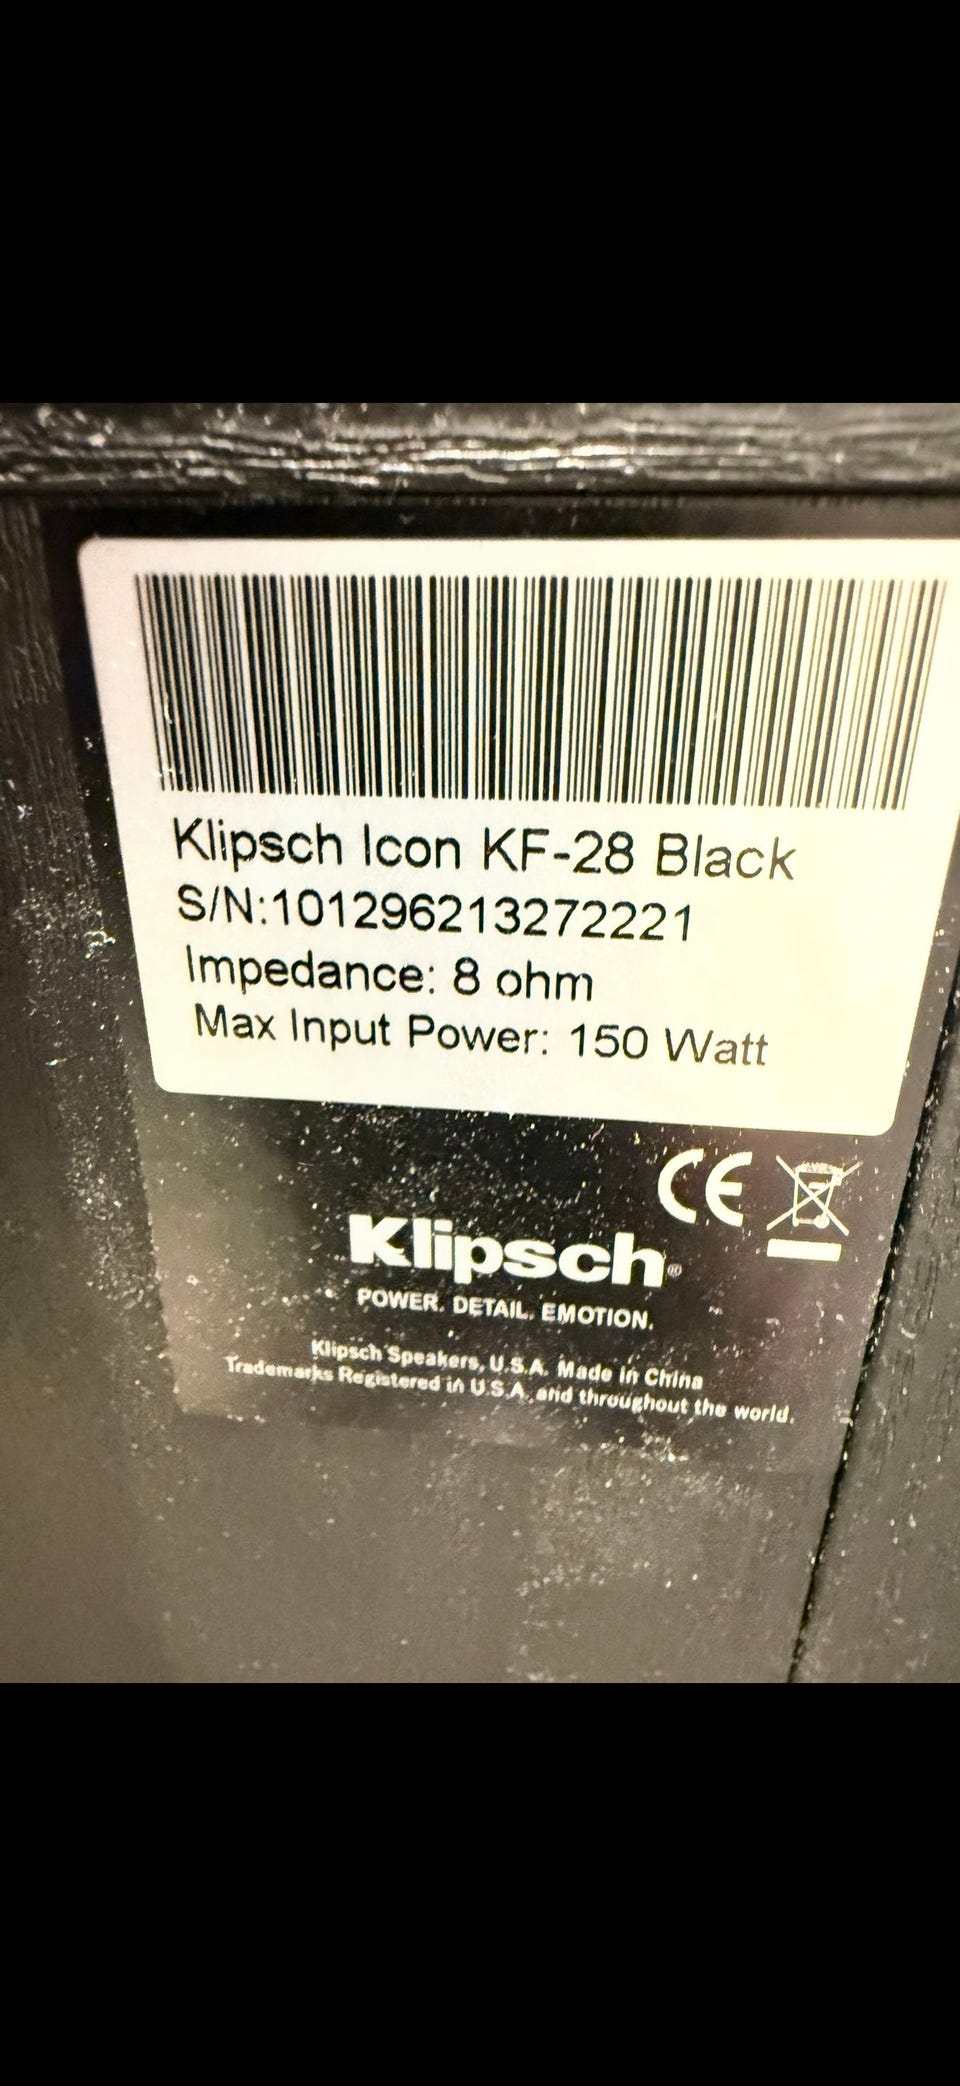 Klipsch Icon KF-28 Black
S/N:101296213272221
Impedance: 8 ohm
Max Input Power: 150 Watt
CE
Klipsch®
POWER. DETAIL. EMOTION.
Klipsch Speakers, U.S.A. Made In China
Trademarks Registered in U.S.A. and throughout the world.